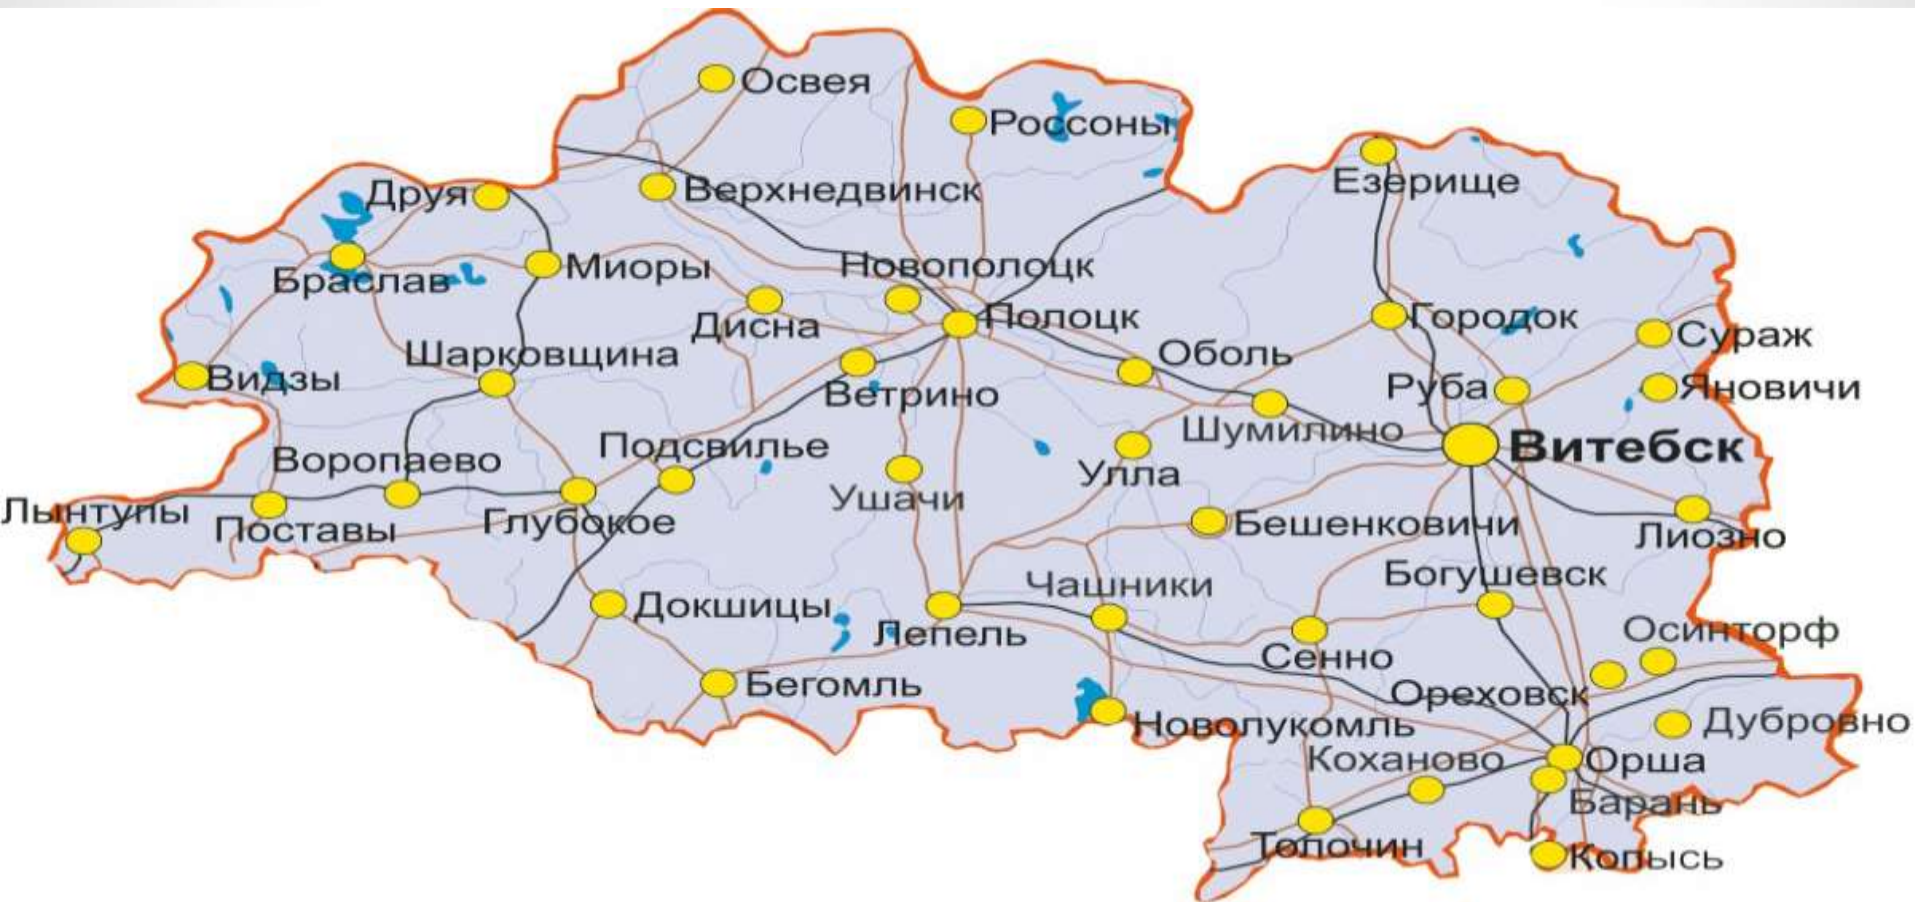 Освея
Россоны
Езерище
Друя
Верхнедвинск
Браслав
Миоры
Новополоцк
Дисна
Полоцк
Городок
Сураж
Шарковщина
Оболь
Видзы
Ветрино
Руба
Яновичи
Шумилино
Подсвилье
Витебск
Воропаево
Улла
Ушачи
Лынтупы
Поставы
Глубокое
Бешенковичи
Лиозно
Чашники
Богушевск
Докшицы
Лепель
Осинторф
Сенно
Бегомль
Ореховск
Новолукомль
Дубровно
Коханово
Орша
Барань
Толочин
Копысь